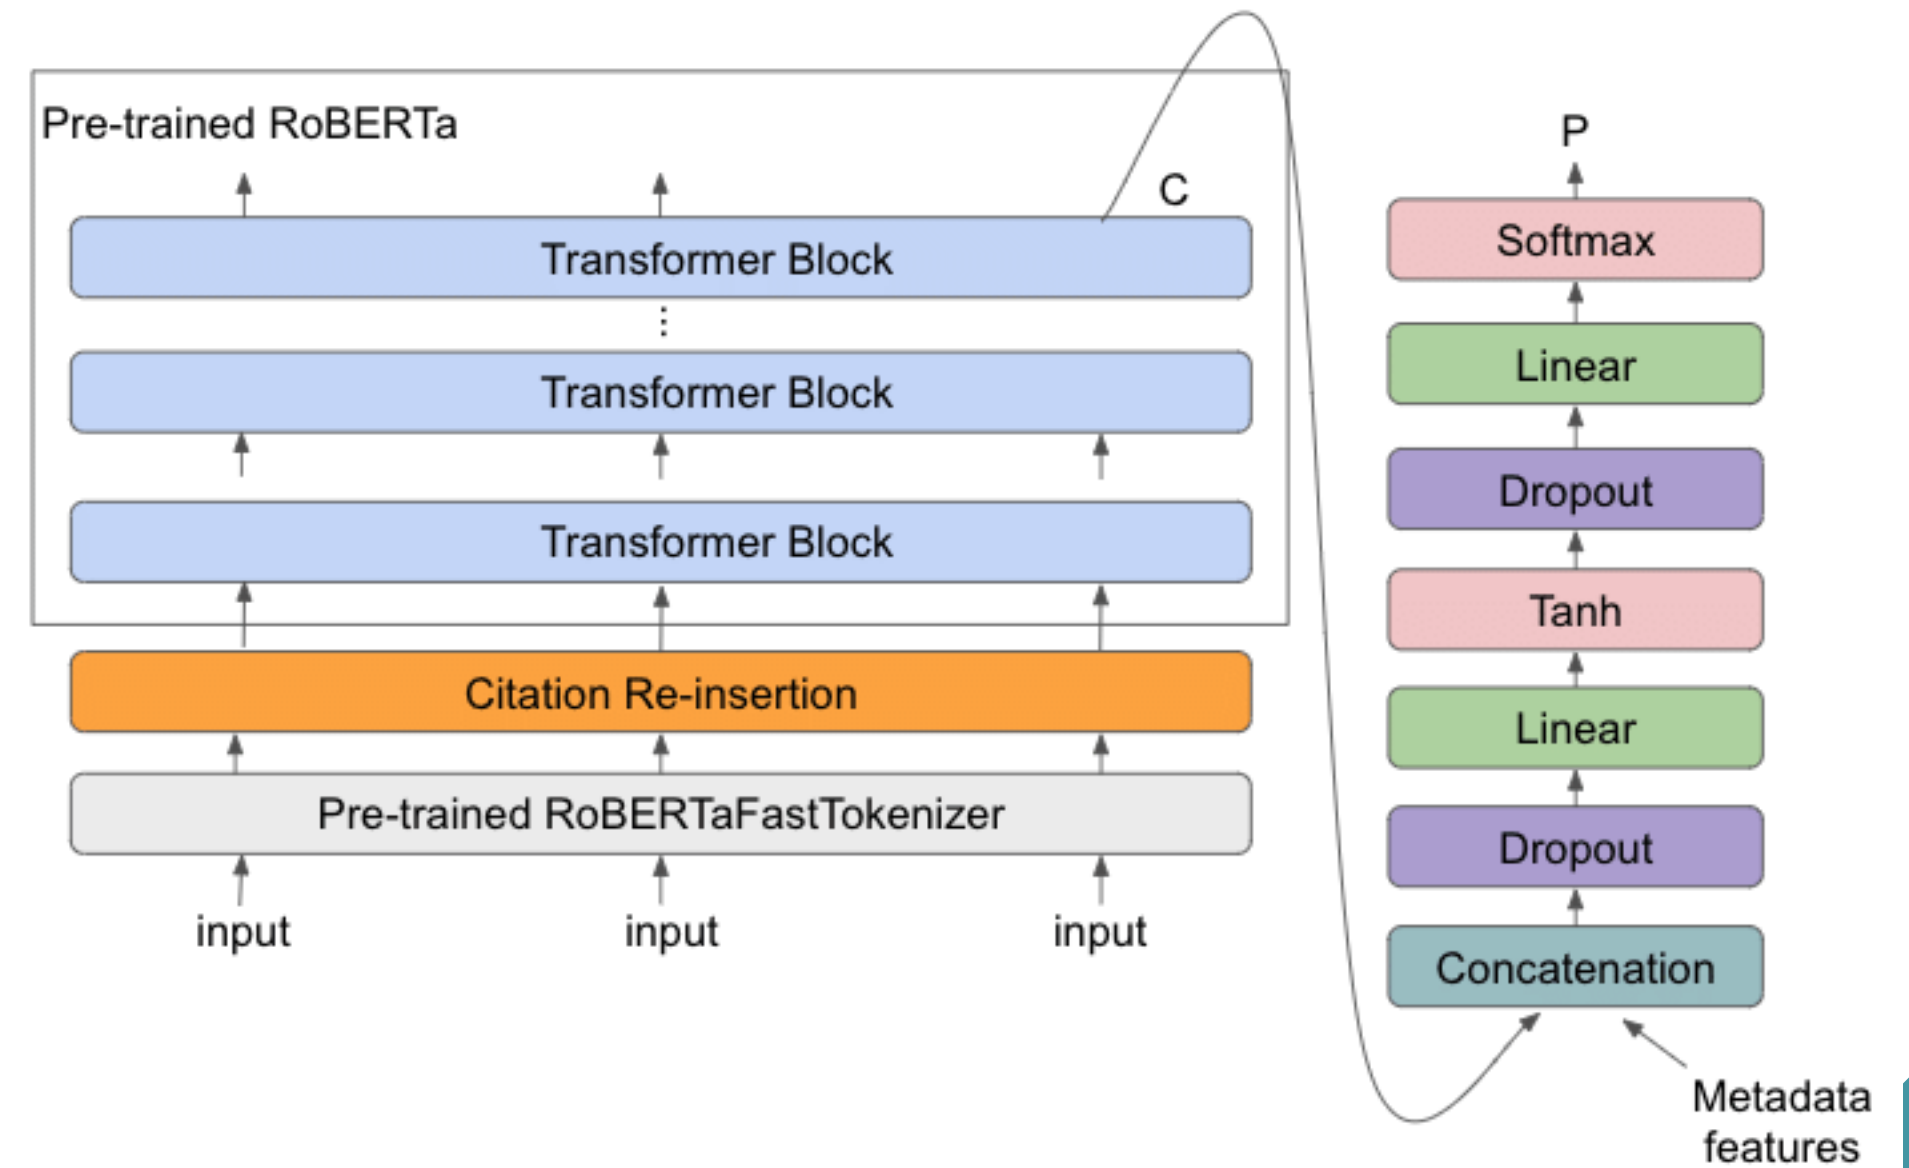 Pre-trained RoBERTa
C
Transformer Block
⋮
Transformer Block
Transformer Block
Citation Re-insertion
Pre-trained RoBERTaFastTokenizer
input input input
P
Softmax
Linear
Dropout
Tanh
Linear
Dropout
Concatenation
Metadada
features